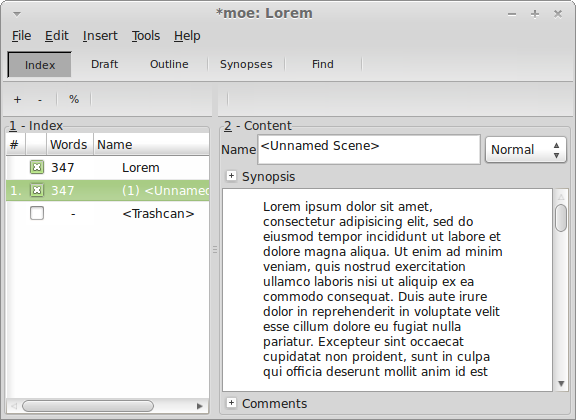 *moe: Lorem
File Edit Insert Tools Help
Index Draft Outline Synopses Find
+ - %
1 - Index
# Words Name
347 Lorem
1. 347 (1) <Unnamed
- <Trashcan>
2 - Content
Name <Unnamed Scene> Normal
Synopsis
Lorem ipsum dolor sit amet,
consectetur adipisicing elit, sed do
eiusmod tempor incididunt ut labore et
dolore magna aliqua. Ut enim ad minim
veniam, quis nostrud exercitation
ullamco laboris nisi ut aliquip ex ea
commodo consequat. Duis aute irure
dolor in reprehenderit in voluptate velit
esse cillum dolore eu fugiat nulla
pariatur. Excepteur sint occaecat
cupidatat non proident, sunt in culpa
qui officia deserunt mollit anim id est
Comments